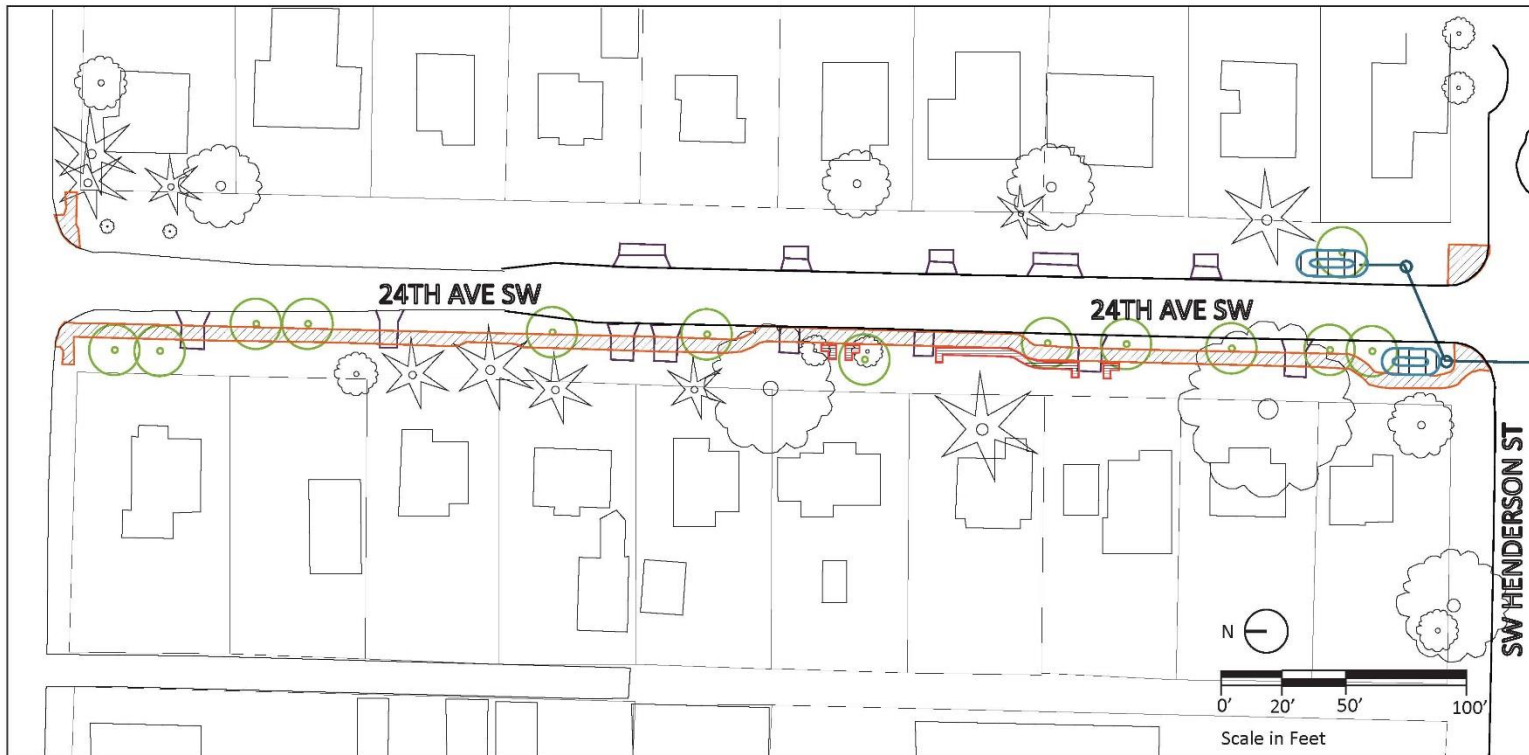 24TH AVE SW
24TH AVE SW
SW HENDERSON ST
N
0' 20' 50' 100'
Scale in Feet